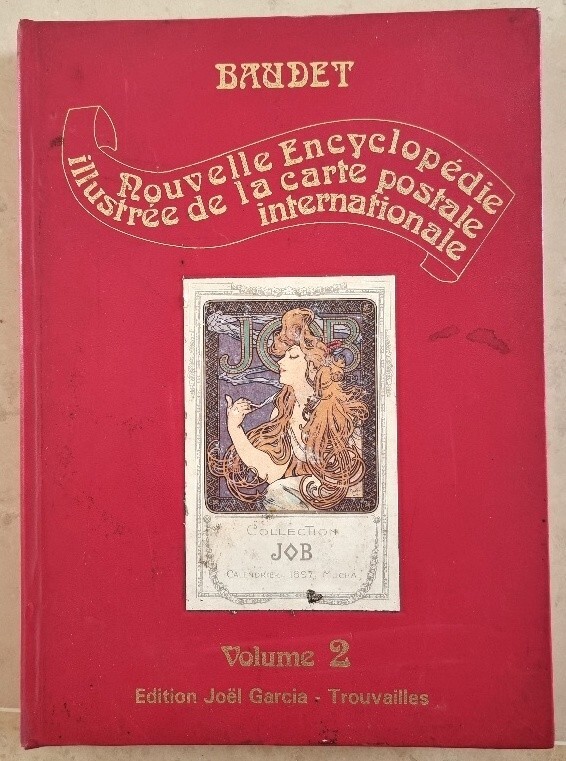 BAUDET
Nouvelle Encyclopédie
illustrée de la carte postale
internationale
JOB
COLLECTION
JOB
CALENDRIER 1897, MUCHA
Volume 2
Edition Joël Garcia - Trouvailles